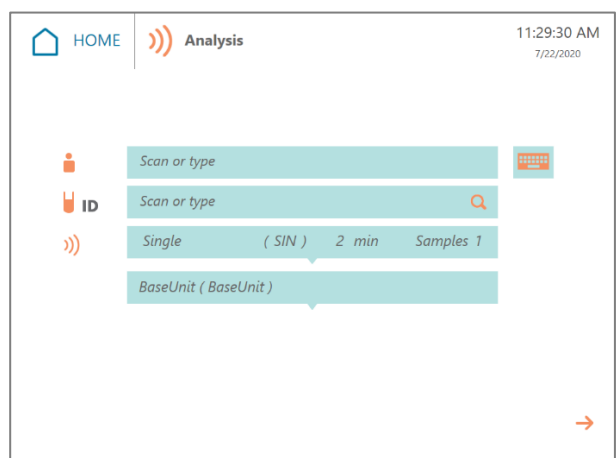 HOME
Analysis
11:29:30 AM
7/22/2020
Scan or type
ID
Scan or type
Single ( SIN ) 2 min Samples 1
BaseUnit ( BaseUnit )